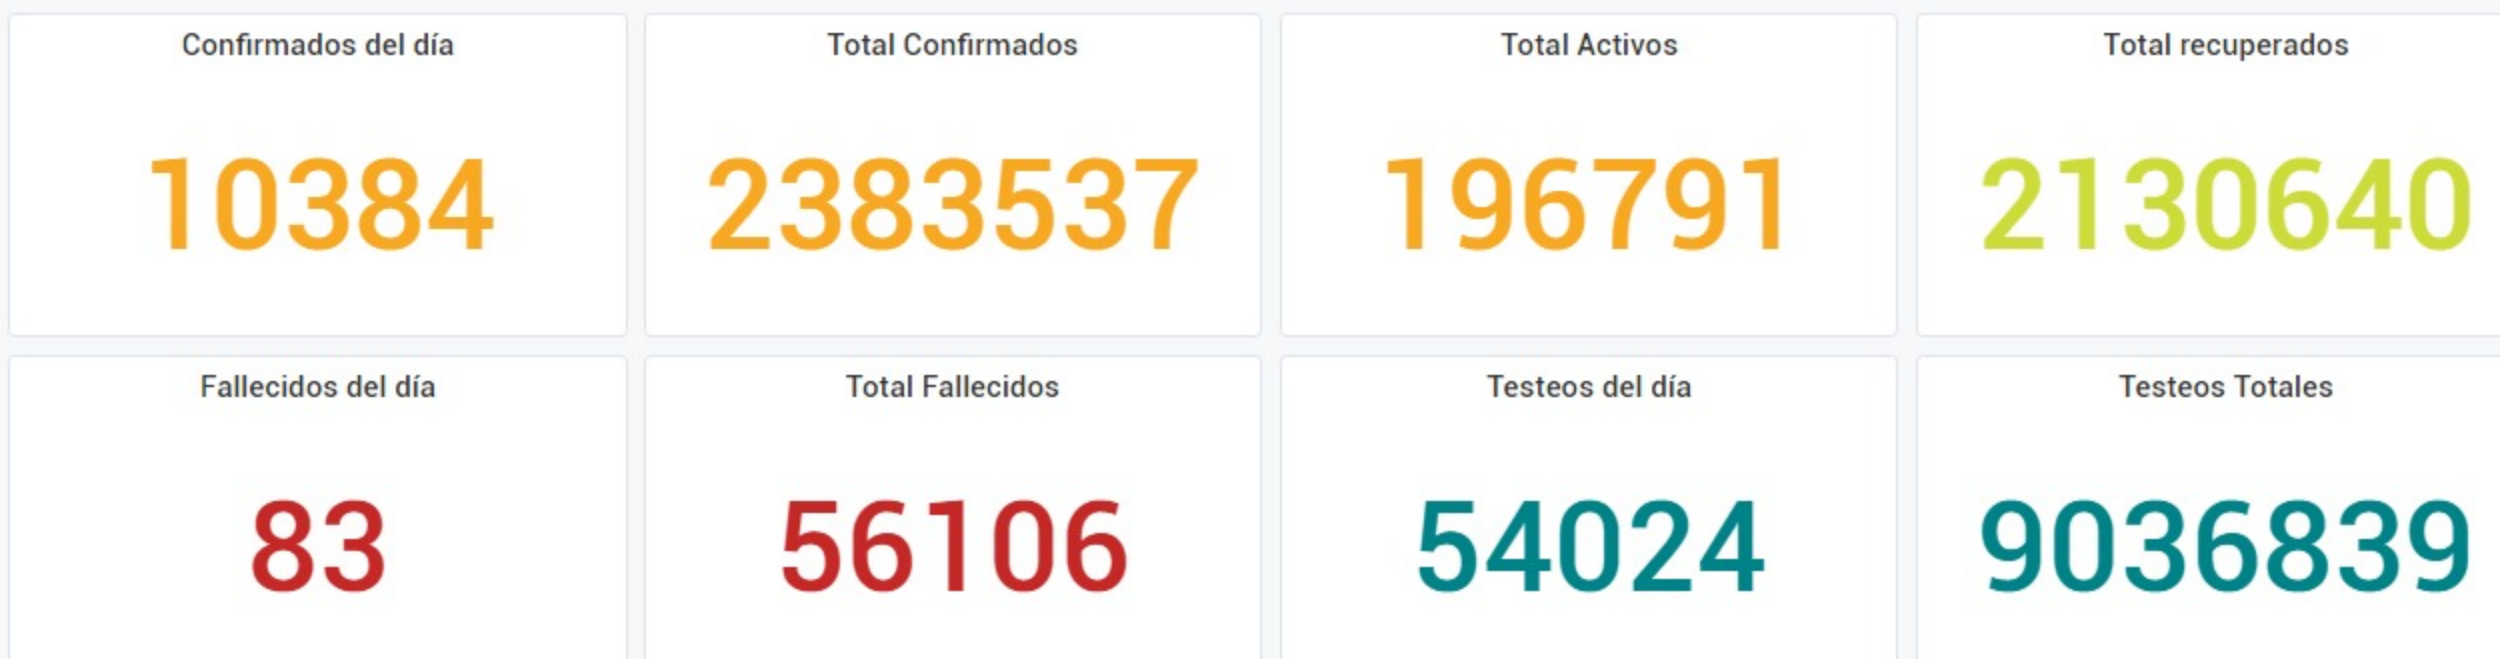 Confirmados del día
Total Confirmados
Total Activos
Total recuperados
10384
2383537
196791
2130640
Fallecidos del día
Total Fallecidos
Testeos del día
Testeos Totales
83
56106
54024
9036839